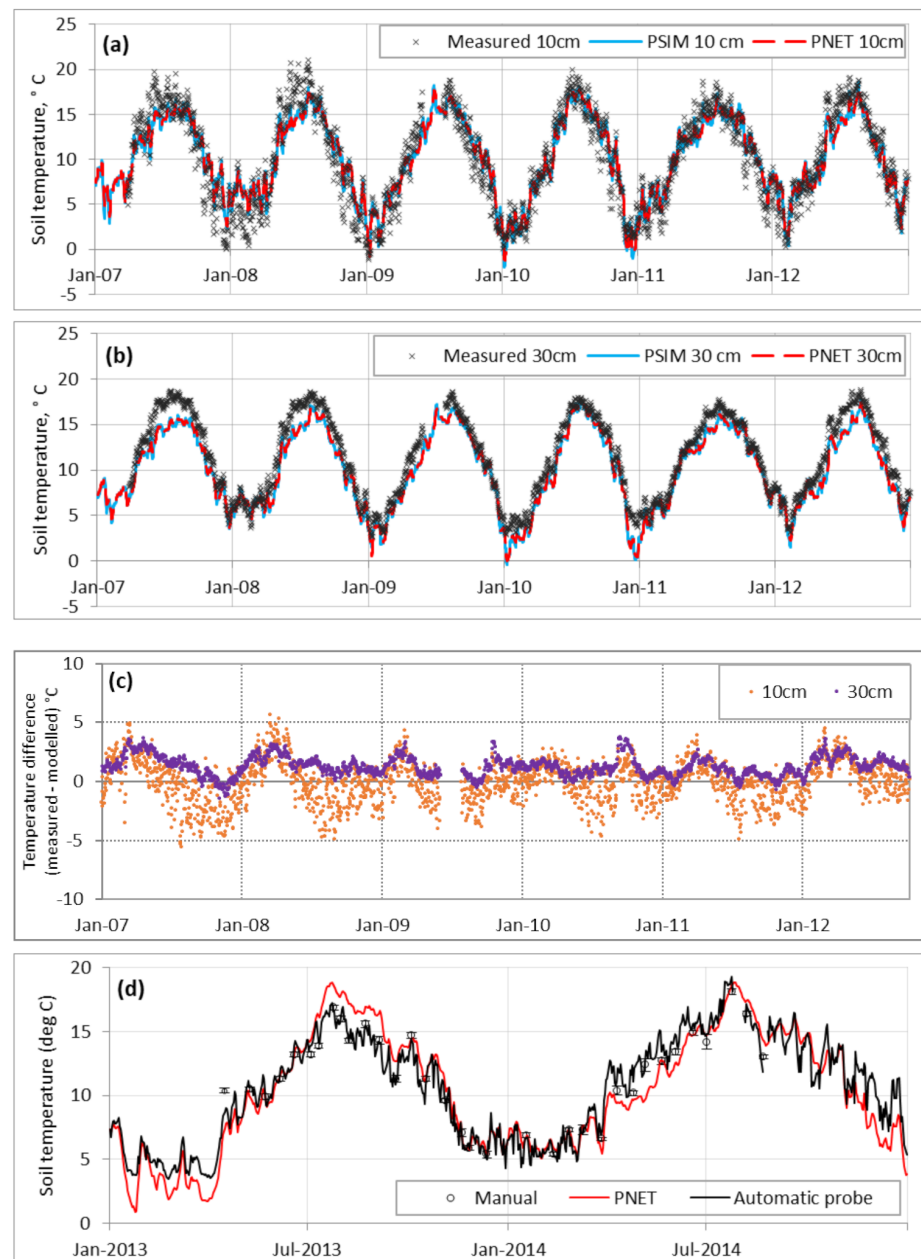 25
(a)
Measured 10cm PSIM 10 cm PNET 10cm
20
15
10
5
0
-5
Soil temperature, ° C
Jan-07 Jan-08 Jan-09 Jan-10 Jan-11 Jan-12
25
(b)
Measured 30cm PSIM 30 cm PNET 30cm
20
15
10
5
0
-5
Soil temperature, ° C
Jan-07 Jan-08 Jan-09 Jan-10 Jan-11 Jan-12
10
(c)
10cm 30cm
5
0
-5
-10
Temperature difference
(measured - modelled) °C
Jan-07 Jan-08 Jan-09 Jan-10 Jan-11 Jan-12
20
(d)
15
10
5
0
Soil temperature (deg C)
Manual PNET Automatic probe
Jan-2013 Jul-2013 Jan-2014 Jul-2014